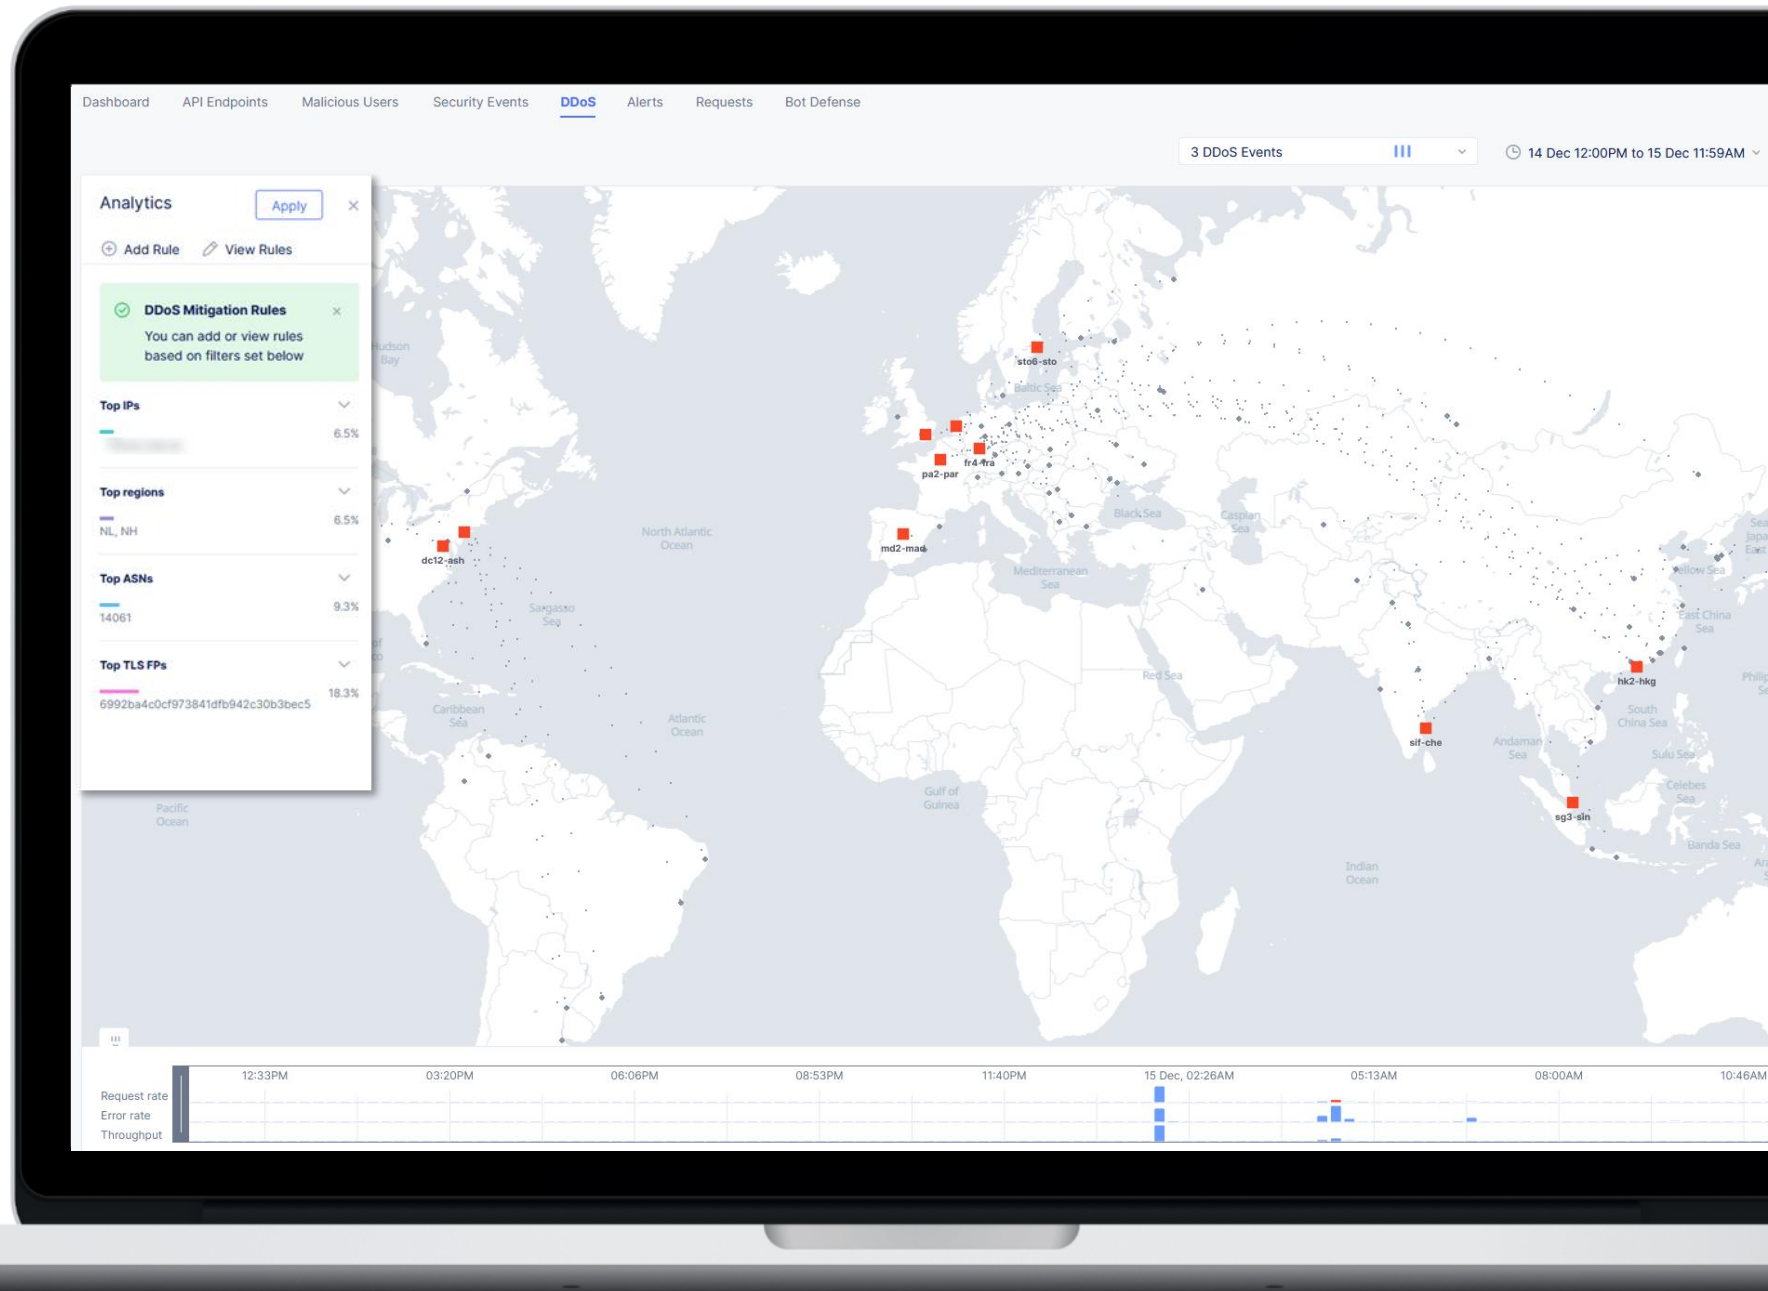 Dashboard API Endpoints Malicious Users Security Events DDoS Alerts Requests Bot Defense
3 DDoS Events 14 Dec 12:00PM to 15 Dec 11:59AM
Analytics Apply
Add Rule View Rules
DDoS Mitigation Rules
You can add or view rules
based on filters set below
Top IPs
6.5%
Top regions
6.5%
NL, NH
Top ASNs
9.3%
14061
Top TLS FPs
18.3%
6992ba4c0cf973841dfb942c30b3bec5
Hudson
Bay
sto6-sto
Baltic Sea
fr4-fra
pa2-par
Black Sea
Caspian
Sea
North Atlantic
Ocean
md2-mad
dc12-ash
Mediterranean
Sea
Yellow Sea
Sargasso
Sea
East China
Sea
Red Sea
hk2-hkg
Caribbean
Sea
Atlantic
Ocean
South
China Sea
sif-che
Andaman
Sea
Sulu Sea
Gulf of
Guinea
Celebes
Sea
Pacific
Ocean
sg3-sin
Banda Sea
Indian
Ocean
12:33PM 03:20PM 06:06PM 08:53PM 11:40PM 15 Dec, 02:26AM 05:13AM 08:00AM 10:46AM
Request rate
Error rate
Throughput